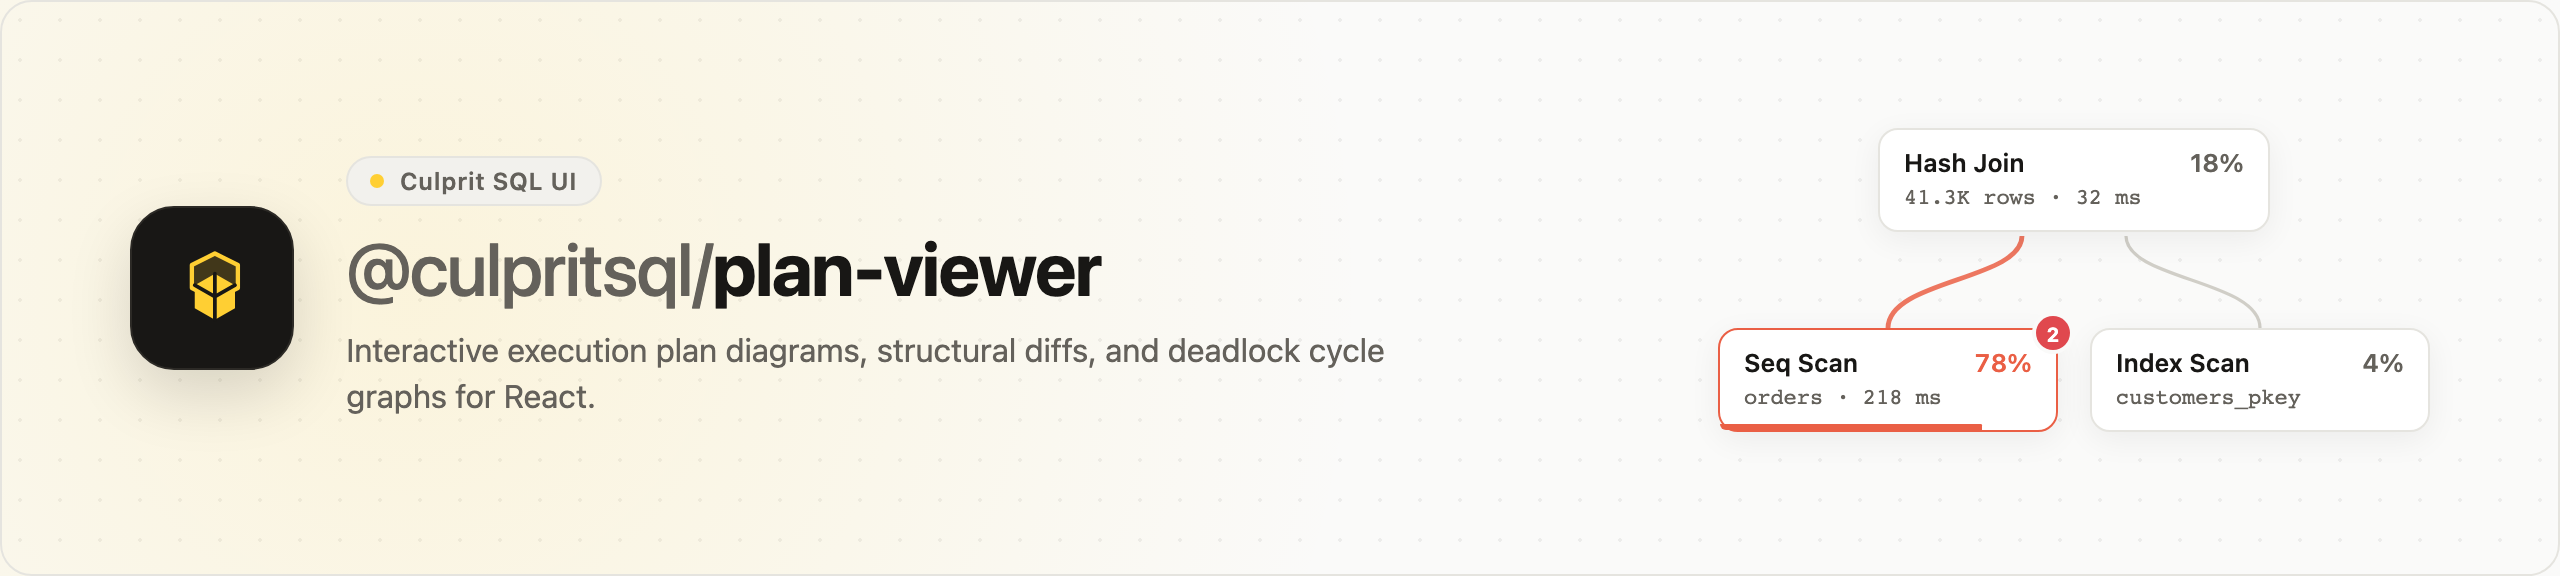 Culprit SQL UI
@culpritsql/plan-viewer
Interactive execution plan diagrams, structural diffs, and deadlock cycle
graphs for React.
Hash Join 18%
41.3K rows · 32 ms
2
Seq Scan 78%
orders · 218 ms
Index Scan 4%
customers_pkey